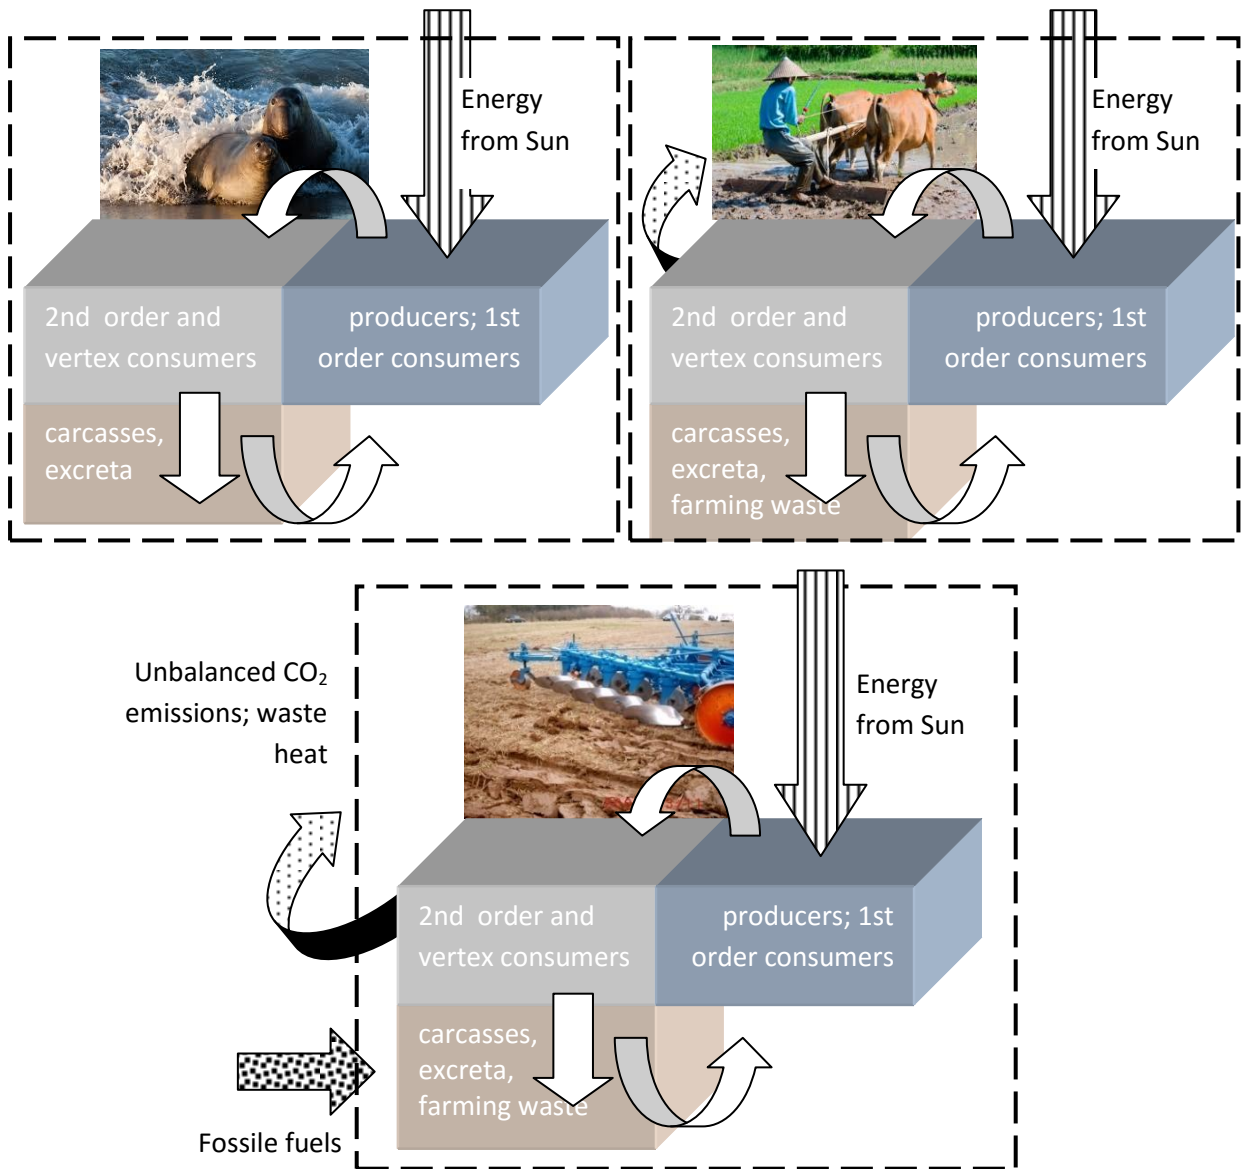 Energy
from Sun
2nd order and
vertex consumers
producers; 1st
order consumers
carcasses,
excreta
Energy
from Sun
2nd order and
vertex consumers
producers; 1st
order consumers
carcasses,
excreta,
farming waste
Unbalanced CO₂
emissions; waste
heat
Energy
from Sun
2nd order and
vertex consumers
producers; 1st
order consumers
carcasses,
excreta,
farming waste
Fossile fuels